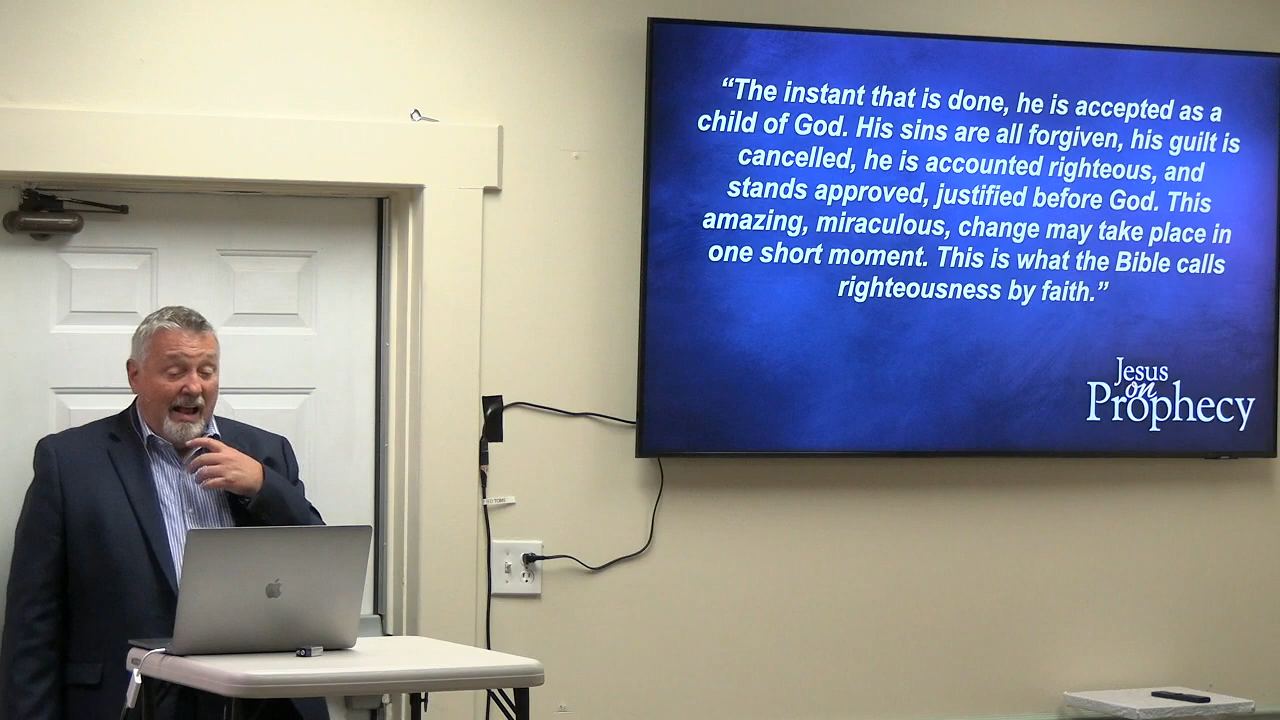 “The instant that is done, he is accepted as a
child of God. His sins are all forgiven, his guilt is
cancelled, he is accounted righteous, and
stands approved, justified before God. This
amazing, miraculous, change may take place in
one short moment. This is what the Bible calls
righteousness by faith.”
Jesus
on
Prophecy